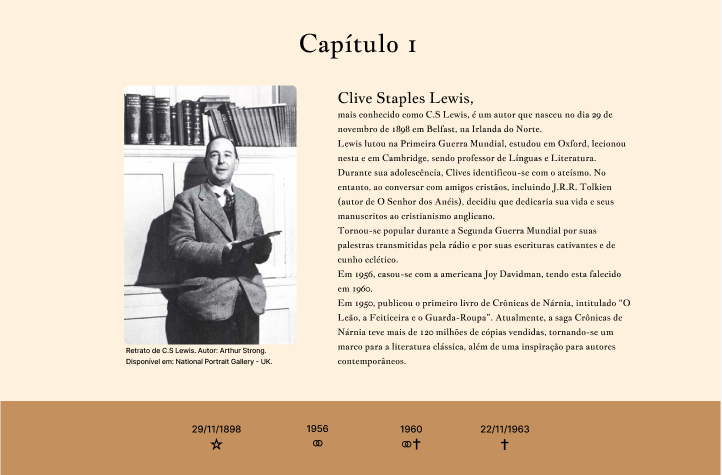 Capítulo 1
Clive Staples Lewis,
mais conhecido como C.S Lewis, é um autor que nasceu no dia 29 de
novembro de 1898 em Belfast, na Irlanda do Norte.
Lewis lutou na Primeira Guerra Mundial, estudou em Oxford, lecionou
nesta e em Cambridge, sendo professor de Línguas e Literatura.
Durante sua adolescência, Clives identificou-se com o ateísmo. No
entanto, ao conversar com amigos cristãos, incluindo J.R.R. Tolkien
(autor de O Senhor dos Anéis), decidiu que dedicaria sua vida e seus
manuscritos ao cristianismo anglicano.
Tornou-se popular durante a Segunda Guerra Mundial por suas
palestras transmitidas pela rádio e por suas escrituras cativantes e de
cunho eclético.
Em 1956, casou-se com a americana Joy Davidman, tendo esta falecido
em 1960.
Em 1950, publicou o primeiro livro de Crônicas de Nárnia, intitulado “O
Leão, a Feiticeira e o Guarda-Roupa”. Atualmente, a saga Crônicas de
Nárnia teve mais de 120 milhões de cópias vendidas, tornando-se um
marco para a literatura clássica, além de uma inspiração para autores
contemporâneos.
Retrato de C.S Lewis. Autor: Arthur Strong.
Disponível em: National Portrait Gallery - UK.
29/11/1898 1956 1960 22/11/1963